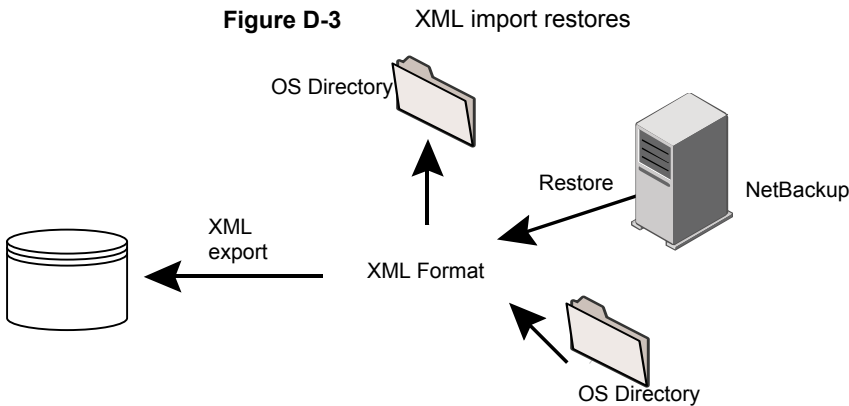 Figure D-3 XML import restores
OS Directory
Restore
NetBackup
XML
export
XML Format
OS Directory